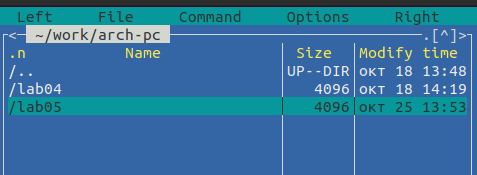 Left File Command Options Right
<─ ~/work/arch-pc .[^]>
.n Name Size Modify time
/.. UP--DIR окт 18 13:48
/lab04 4096 окт 18 14:19
/lab05 4096 окт 25 13:53